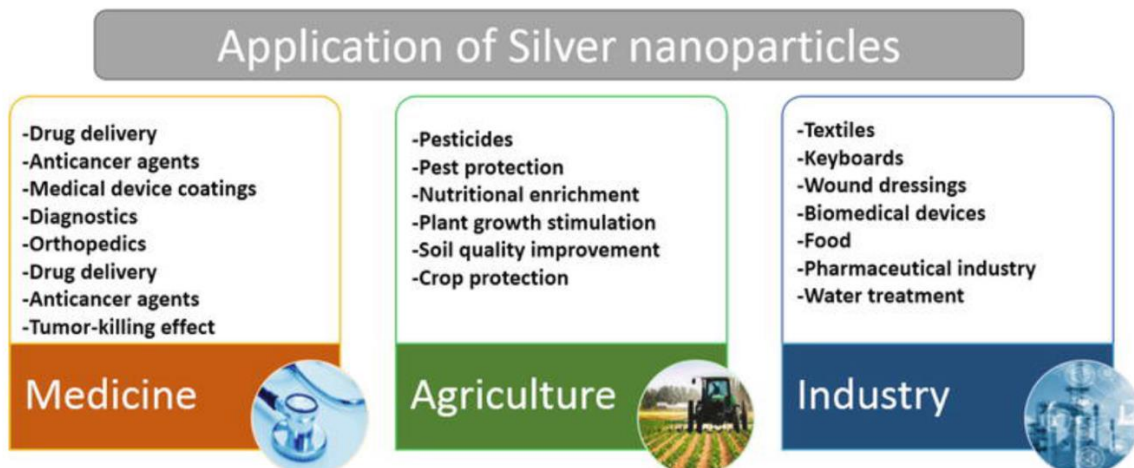 Application of Silver nanoparticles
-Drug delivery
-Anticancer agents
-Medical device coatings
-Diagnostics
-Orthopedics
-Drug delivery
-Anticancer agents
-Tumor-killing effect
Medicine
-Pesticides
-Pest protection
-Nutritional enrichment
-Plant growth stimulation
-Soil quality improvement
-Crop protection
Agriculture
-Textiles
-Keyboards
-Wound dressings
-Biomedical devices
-Food
-Pharmaceutical industry
-Water treatment
Industry